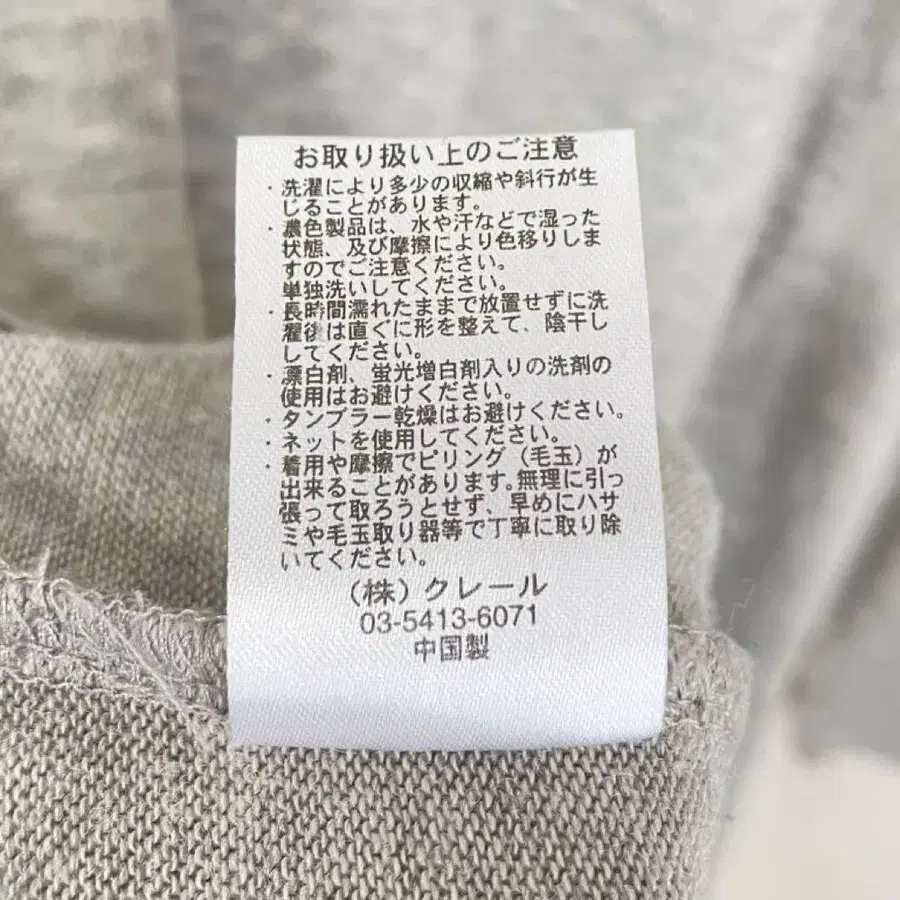 お取り扱い上のご注意
・洗濯により多少の収縮や斜行が生
じることがあります。
・濃色製品は、水や汗などで湿った
状態、及び摩擦により色移りしま
すのでご注意ください。
単独洗いしてください。
・長時間濡れたままで放置せずに洗
濯後は直ぐに形を整えて、陰干し
してください。
・漂白剤、蛍光増白剤入りの洗剤の
使用はお避けください。
・タンブラー乾燥はお避けください。
・ネットを使用してください。
・着用や摩擦でピリング（毛玉）が
出来ることがあります。無理に引っ
張って取ろうとせず、早めにハサ
ミや毛玉取り器等で丁寧に取り除
いてください。
（株）クレール
03-5413-6071
中国製